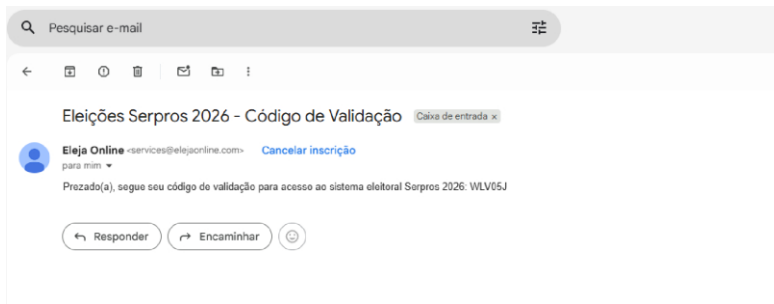 Pesquisar e-mail
Eleições Serpros 2026 - Código de Validação Caixa de entrada ×
Eleja Online <services@elejaonline.com> Cancelar inscrição
para mim
Prezado(a), segue seu código de validação para acesso ao sistema eleitoral Serpros 2026: WLV05J
Responder Encaminhar